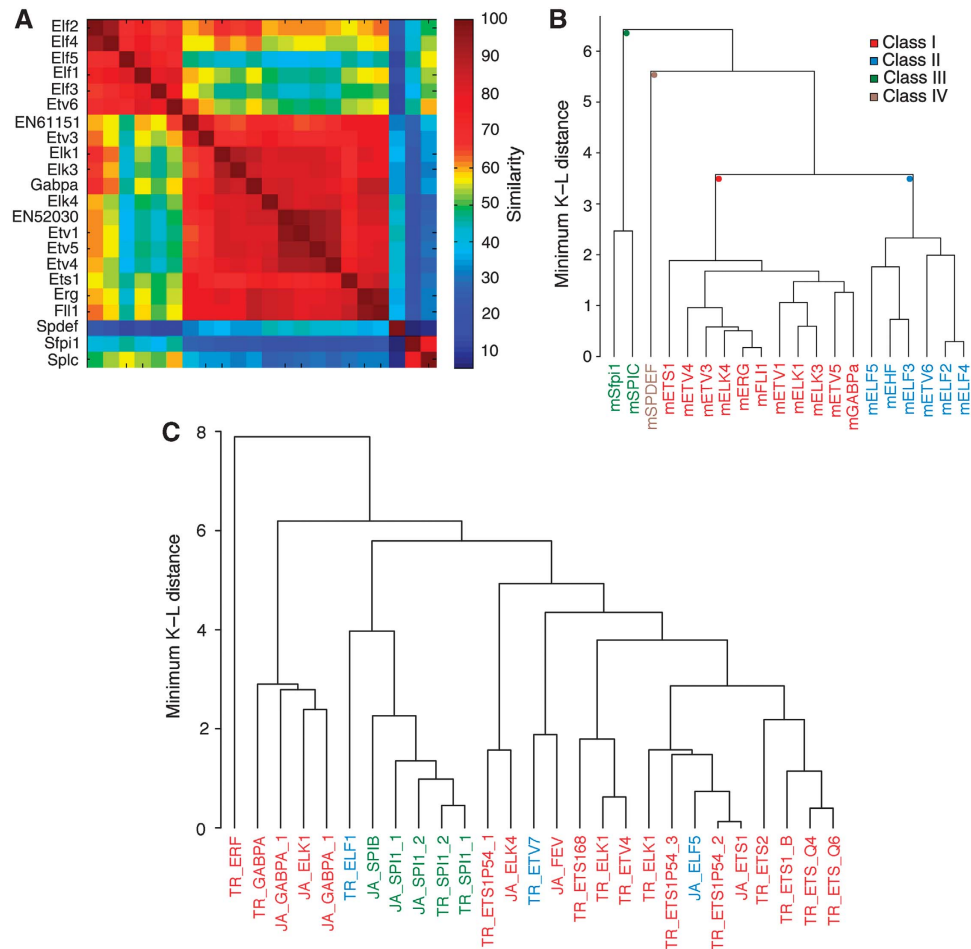 A
Elf2
Elf4
Elf5
Elf1
Elf3
Etv6
EN61151
Etv3
Elk1
Elk3
Gabpa
Elk4
EN52030
Etv1
Etv5
Etv4
Ets1
Erg
Fll1
Spdef
Sfpi1
Splc
100
90
80
70
60
50
40
30
20
10
Similarity
B
Minimum K–L distance
6
5
4
3
2
1
0
Class I
Class II
Class III
Class IV
mSfpi1
mSPIC
mSPDEF
mETS1
mETV4
mETV3
mELK4
mERG
mFLI1
mETV1
mELK1
mELK3
mETV5
mGABPa
mELF5
mEHF
mELF3
mETV6
mELF2
mELF4
C
Minimum K–L distance
8
6
4
2
0
TR_ERF
TR_GABPA
JA_GABPA_1
JA_ELK1
JA_GABPA_1
TR_ELF1
JA_SPIB
JA_SPI1_1
JA_SPI1_2
TR_SPI1_2
TR_SPI1_1
TR_ETS1P54_1
JA_ELK4
TR_ETV7
JA_FEV
TR_ETS168
TR_ELK1
TR_ETV4
TR_ELK1
TR_ETS1P54_3
JA_ELF5
TR_ETS1P54_2
JA_ETS1
TR_ETS2
TR_ETS1_B
TR_ETS_Q4
TR_ETS_Q6